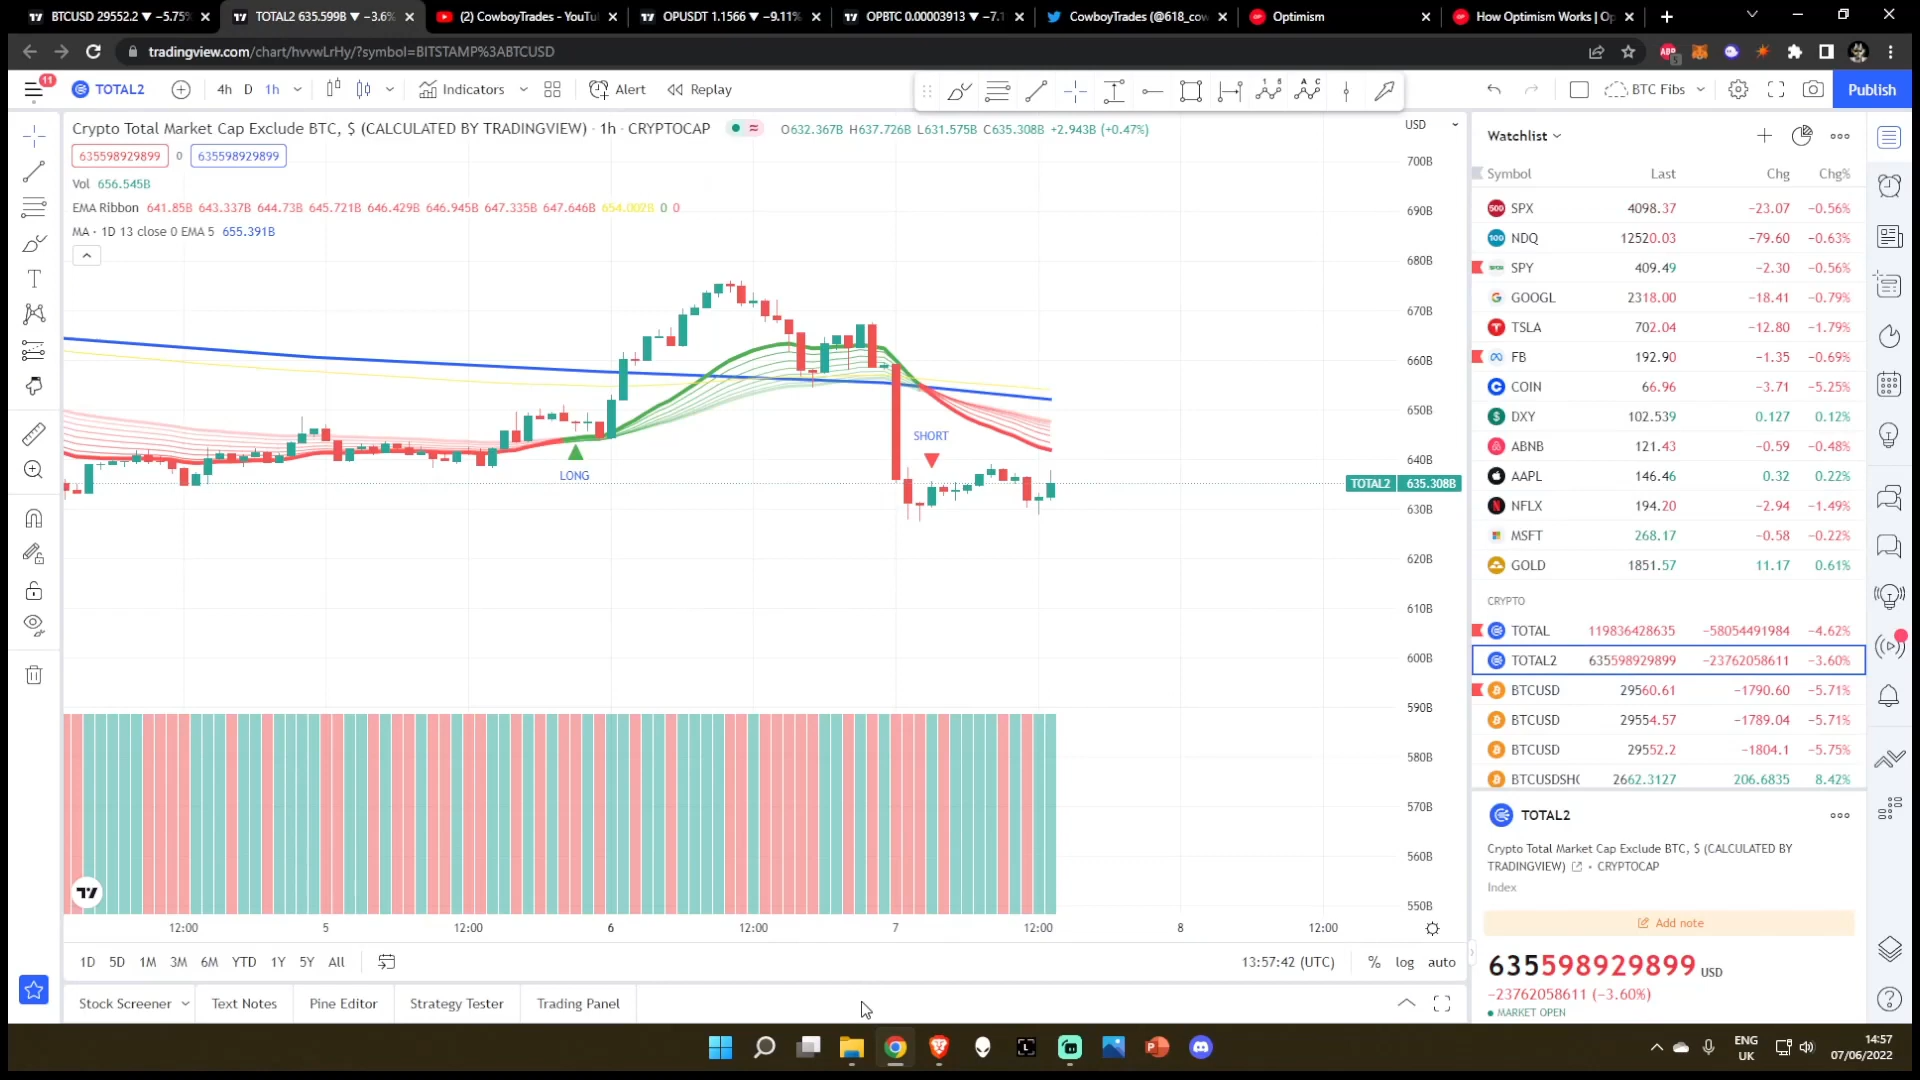 BTCUSD 29552.2 ▼ −5.75%
TOTAL2 635.599B ▼ −3.6%
(2) CowboyTrades - YouTu
OPUSDT 1.1566 ▼ −9.11%
OPBTC 0.00003913 ▼ −7.1
CowboyTrades (@618_cow
Optimism
How Optimism Works | Op
tradingview.com/chart/hvvwLrHy/?symbol=BITSTAMP%3ABTCUSD
11
TOTAL2
4h D 1h
Indicators
Alert
Replay
BTC Fibs
Publish
Crypto Total Market Cap Exclude BTC, $ (CALCULATED BY TRADINGVIEW) · 1h · CRYPTOCAP
O632.367B H637.726B L631.575B C635.308B +2.943B (+0.47%)
635598929899 0 635598929899
Vol 656.545B
EMA Ribbon 641.85B 643.337B 644.73B 645.721B 646.429B 646.945B 647.335B 647.646B 654.002B 0 0
MA · 1D 13 close 0 EMA 5 655.391B
LONG
SHORT
USD
700B
690B
680B
670B
660B
650B
640B
TOTAL2 635.308B
630B
620B
610B
600B
590B
580B
570B
560B
550B
12:00 5 12:00 6 12:00 7 12:00 8 12:00
1D 5D 1M 3M 6M YTD 1Y 5Y All
13:57:42 (UTC) % log auto
Stock Screener
Text Notes
Pine Editor
Strategy Tester
Trading Panel
Watchlist
Symbol Last Chg Chg%
SPX 4098.37 −23.07 −0.56%
NDQ 12520.03 −79.60 −0.63%
SPY 409.49 −2.30 −0.56%
GOOGL 2318.00 −18.41 −0.79%
TSLA 702.04 −12.80 −1.79%
FB 192.90 −1.35 −0.69%
COIN 66.96 −3.71 −5.25%
DXY 102.539 0.127 0.12%
ABNB 121.43 −0.59 −0.48%
AAPL 146.46 0.32 0.22%
NFLX 194.20 −2.94 −1.49%
MSFT 268.17 −0.58 −0.22%
GOLD 1851.57 11.17 0.61%
CRYPTO
TOTAL 119836428635 −58054491984 −4.62%
TOTAL2 635598929899 −23762058611 −3.60%
BTCUSD 29560.61 −1790.60 −5.71%
BTCUSD 29554.57 −1789.04 −5.71%
BTCUSD 29552.2 −1804.1 −5.75%
BTCUSDSH 2662.3127 206.6835 8.42%
TOTAL2
Crypto Total Market Cap Exclude BTC, $ (CALCULATED BY
TRADINGVIEW) • CRYPTOCAP
Index
Add note
635598929899 USD
−23762058611 (−3.60%)
MARKET OPEN
ENG
UK
14:57
07/06/2022